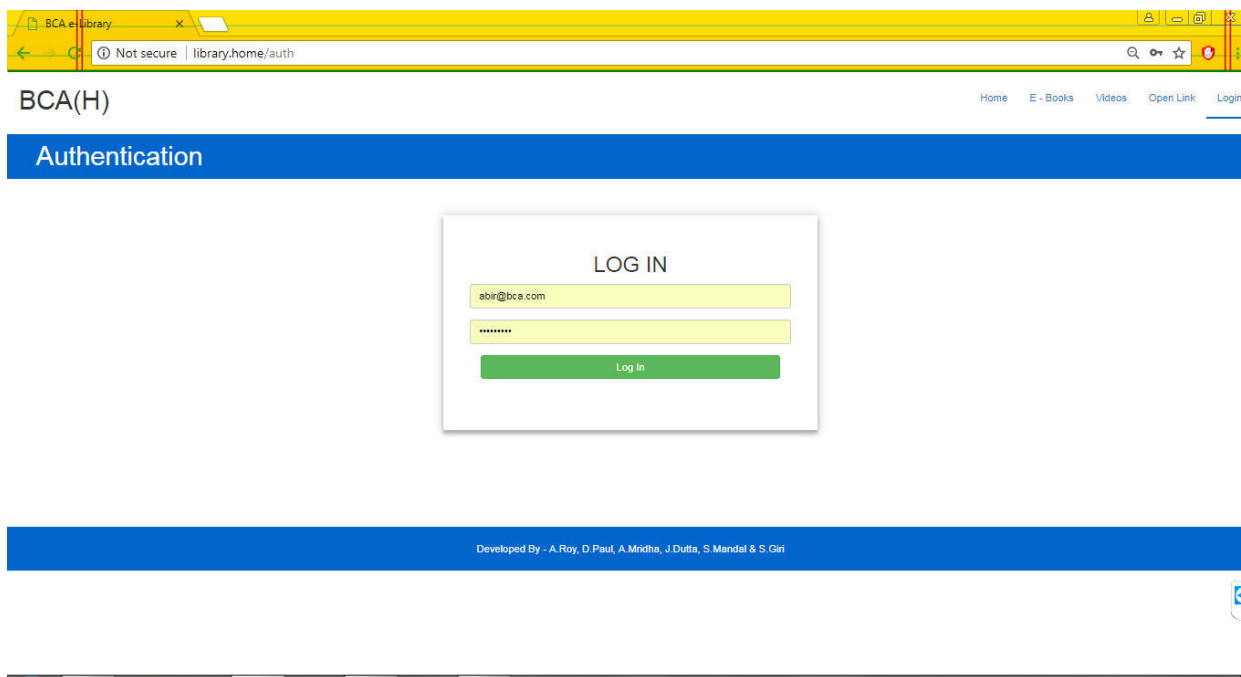 BCA e-Library
Not secure | library.home/auth
BCA(H)
Home E - Books Videos Open Link Login
Authentication
LOG IN
abir@bca.com
•••••••••
Log In
Developed By - A.Roy, D.Paul, A.Mridha, J.Dutta, S.Mandal & S.Giri